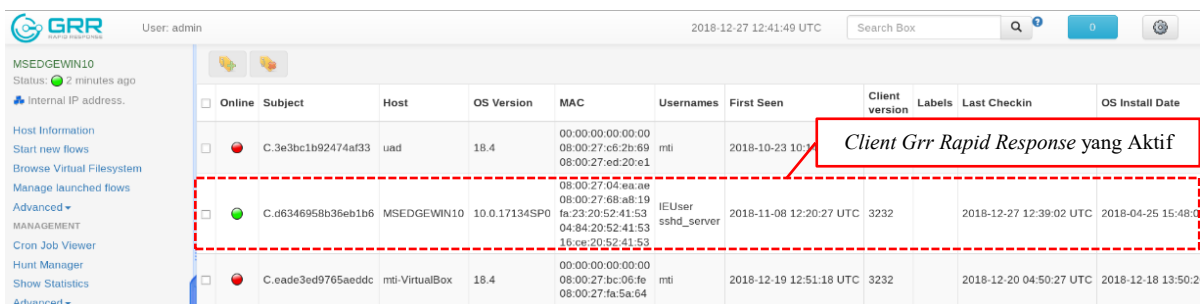 GRR
RAPID RESPONSE
User: admin
2018-12-27 12:41:49 UTC
Search Box
0
MSEDGEWIN10
Status: 2 minutes ago
Internal IP address.
Host Information
Start new flows
Browse Virtual Filesystem
Manage launched flows
Advanced
MANAGEMENT
Cron Job Viewer
Hunt Manager
Show Statistics
Advanced
Online Subject Host OS Version MAC Usernames First Seen Client version Labels Last Checkin OS Install Date
C.3e3bc1b92474af33 uad 18.4 00:00:00:00:00:00 mti 2018-10-23
08:00:27:c6:2b:69
08:00:27:ed:20:e1
Client Grr Rapid Response yang Aktif
08:00:27:04:ea:ae
08:00:27:68:a8:19
C.d6346958b36eb1b6 MSEDGEWIN10 10.0.17134SP0 fa:23:20:52:41:53 IEUser sshd_server 2018-11-08 12:20:27 UTC 3232 2018-12-27 12:39:02 UTC 2018-04-25 15:48:0
04:84:20:52:41:53
16:ce:20:52:41:53
00:00:00:00:00:00
C.eade3ed9765aeddc mti-VirtualBox 18.4 08:00:27:bc:06:fe mti 2018-12-19 12:51:18 UTC 3232 2018-12-20 04:50:27 UTC 2018-12-18 13:50:2
08:00:27:fa:5a:64